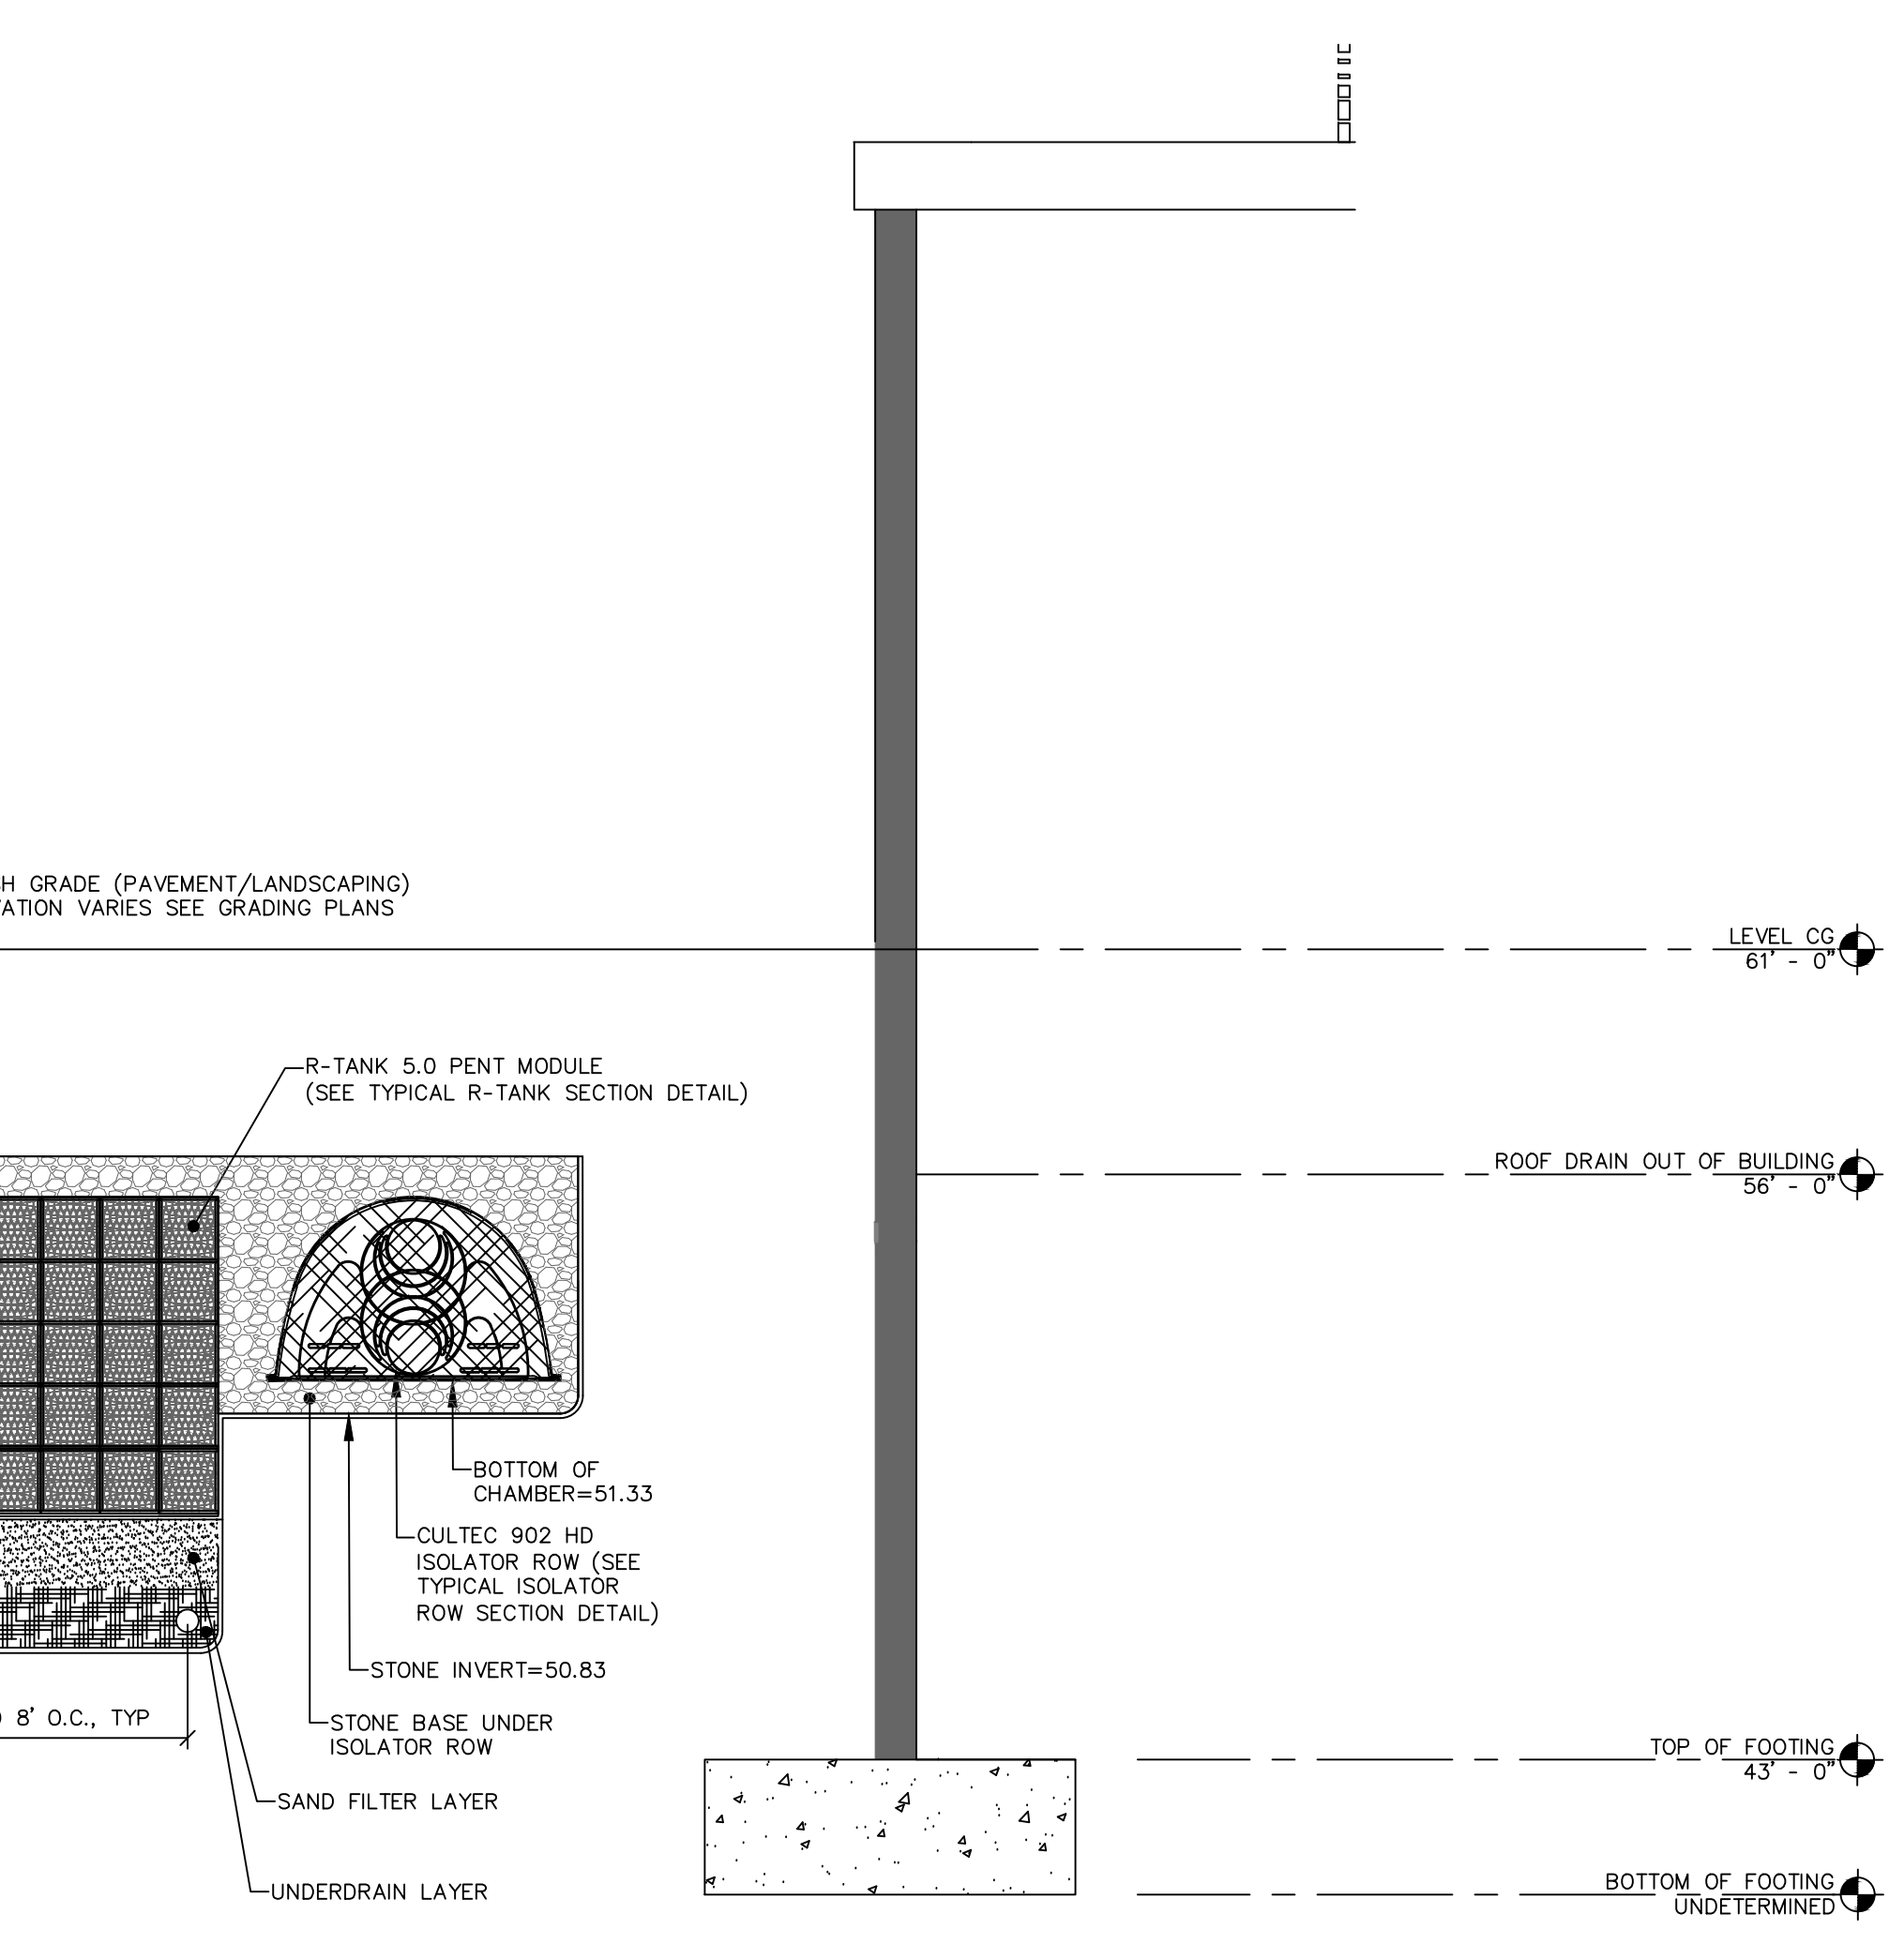 GRADE (PAVEMENT/LANDSCAPING)
VARIES SEE GRADING PLANS
LEVEL CG
61' - 0"
R-TANK 5.0 PENT MODULE
(SEE TYPICAL R-TANK SECTION DETAIL)
ROOF DRAIN OUT OF BUILDING
56' - 0"
BOTTOM OF
CHAMBER=51.33
CULTEC 902 HD
ISOLATOR ROW (SEE
TYPICAL ISOLATOR
ROW SECTION DETAIL)
STONE INVERT=50.83
STONE BASE UNDER
ISOLATOR ROW
8' O.C., TYP
SAND FILTER LAYER
UNDERDRAIN LAYER
TOP OF FOOTING
43' - 0"
BOTTOM OF FOOTING
UNDETERMINED